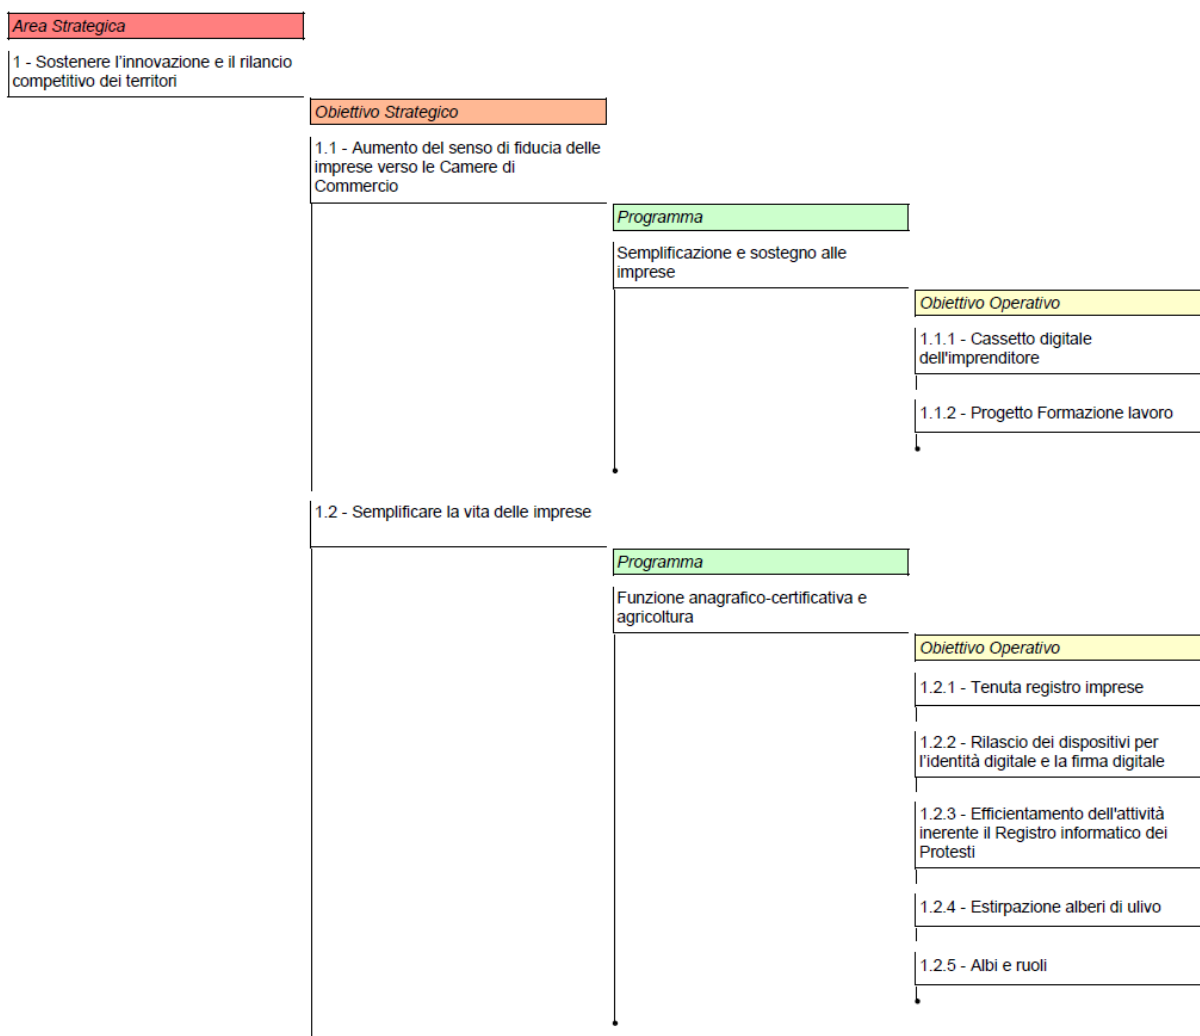 Area Strategica
1 - Sostenere l’innovazione e il rilancio
competitivo dei territori
Obiettivo Strategico
1.1 - Aumento del senso di fiducia delle
imprese verso le Camere di
Commercio
Programma
Semplificazione e sostegno alle
imprese
Obiettivo Operativo
1.1.1 - Cassetto digitale
dell'imprenditore
1.1.2 - Progetto Formazione lavoro
1.2 - Semplificare la vita delle imprese
Programma
Funzione anagrafico-certificativa e
agricoltura
Obiettivo Operativo
1.2.1 - Tenuta registro imprese
1.2.2 - Rilascio dei dispositivi per
l’identità digitale e la firma digitale
1.2.3 - Efficientamento dell'attività
inerente il Registro informatico dei
Protesti
1.2.4 - Estirpazione alberi di ulivo
1.2.5 - Albi e ruoli